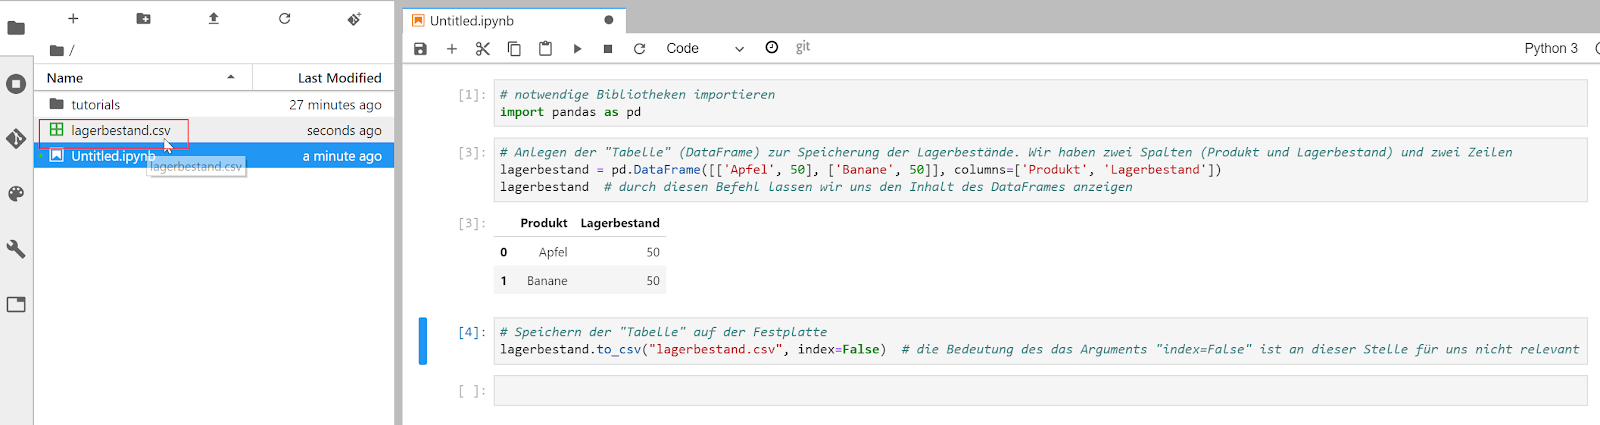 /
Name Last Modified
tutorials 27 minutes ago
lagerbestand.csv seconds ago
Untitled.ipynb a minute ago
lagerbestand.csv
Untitled.ipynb
Code git Python 3
[1]: # notwendige Bibliotheken importieren
import pandas as pd
[3]: # Anlegen der "Tabelle" (DataFrame) zur Speicherung der Lagerbestände. Wir haben zwei Spalten (Produkt und Lagerbestand) und zwei Zeilen
lagerbestand = pd.DataFrame([['Apfel', 50], ['Banane', 50]], columns=['Produkt', 'Lagerbestand'])
lagerbestand # durch diesen Befehl lassen wir uns den Inhalt des DataFrames anzeigen
[3]: Produkt Lagerbestand
0 Apfel 50
1 Banane 50
[4]: # Speichern der "Tabelle" auf der Festplatte
lagerbestand.to_csv("lagerbestand.csv", index=False) # die Bedeutung des das Arguments "index=False" ist an dieser Stelle für uns nicht relevant
[ ]: